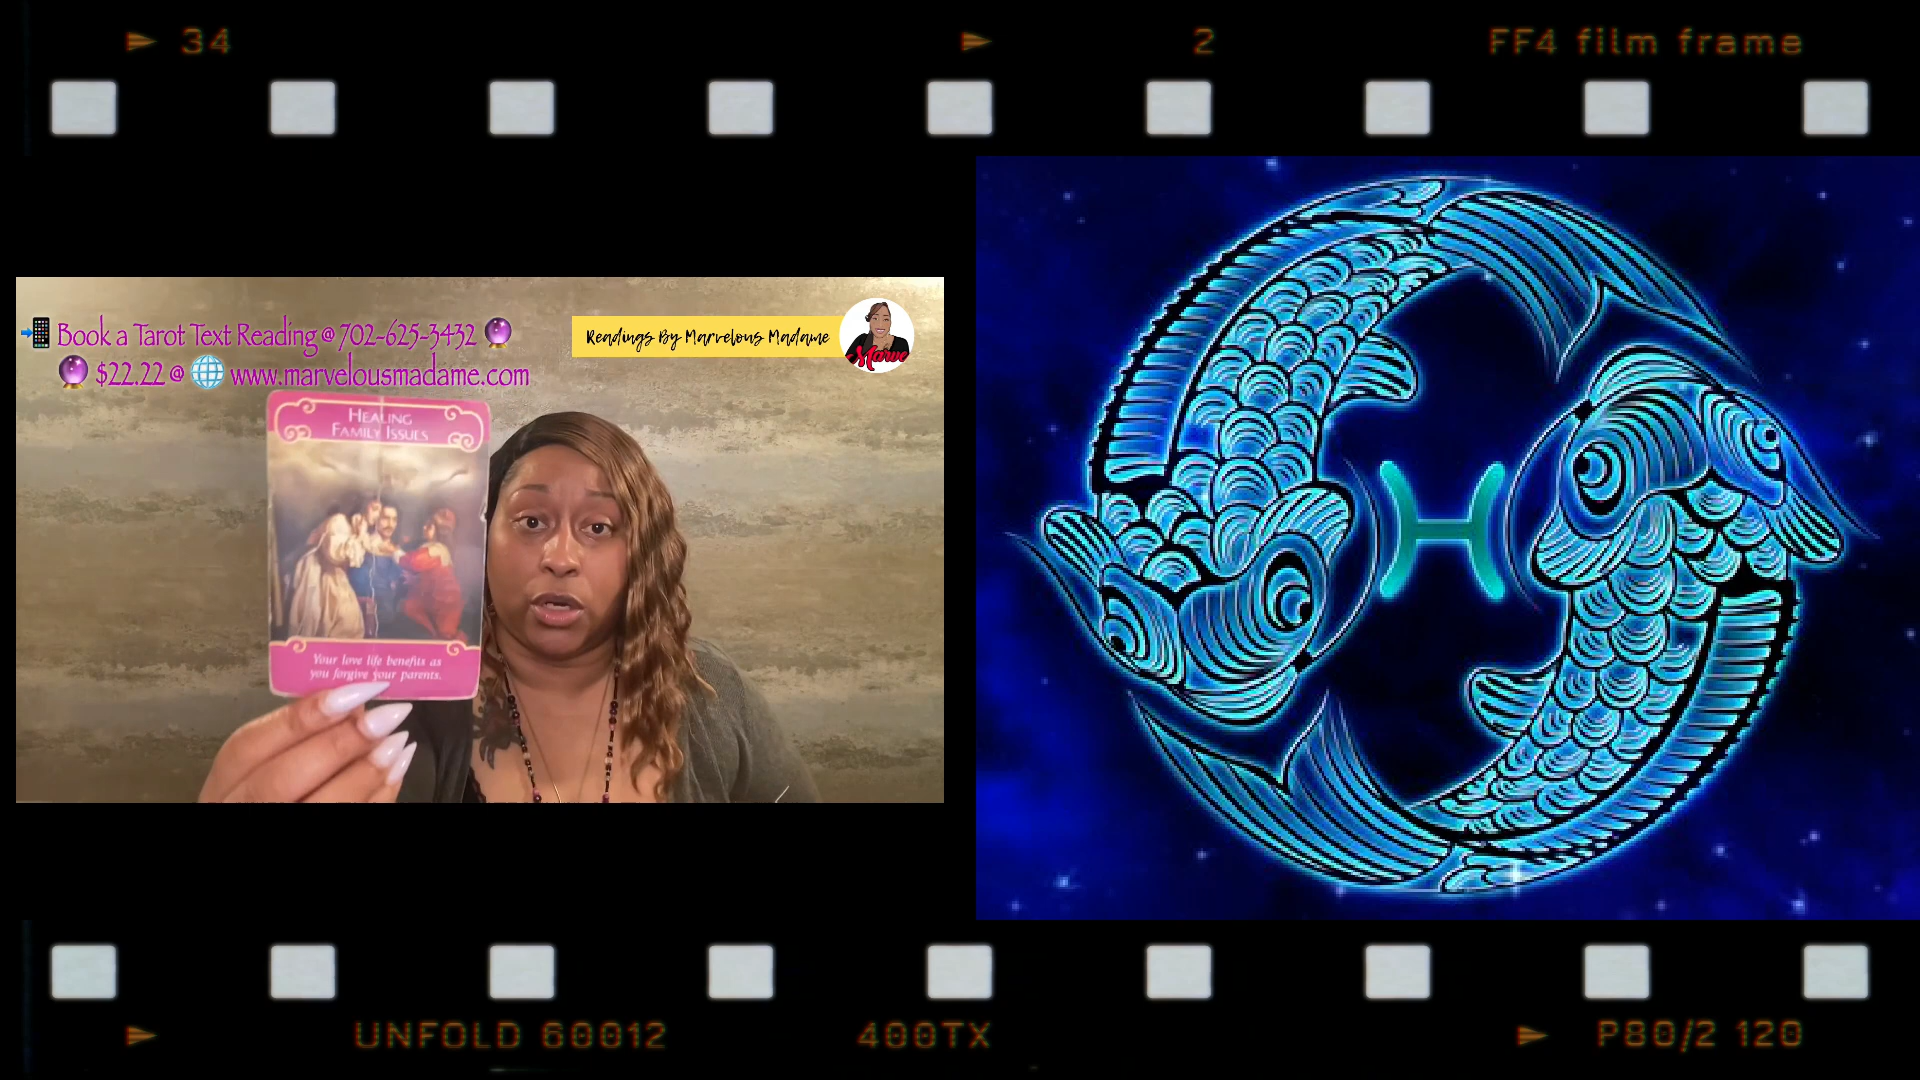 34
2
FF4 film frame
Book a Tarot Text Reading @ 702-625-3432
$22.22 @ www.marvelousmadame.com
Readings By Marvelous Madame
Marve
HEALING
FAMILY ISSUES
Your love life benefits as
you forgive your parents.
UNFOLD 60012
400TX
P80/2 120